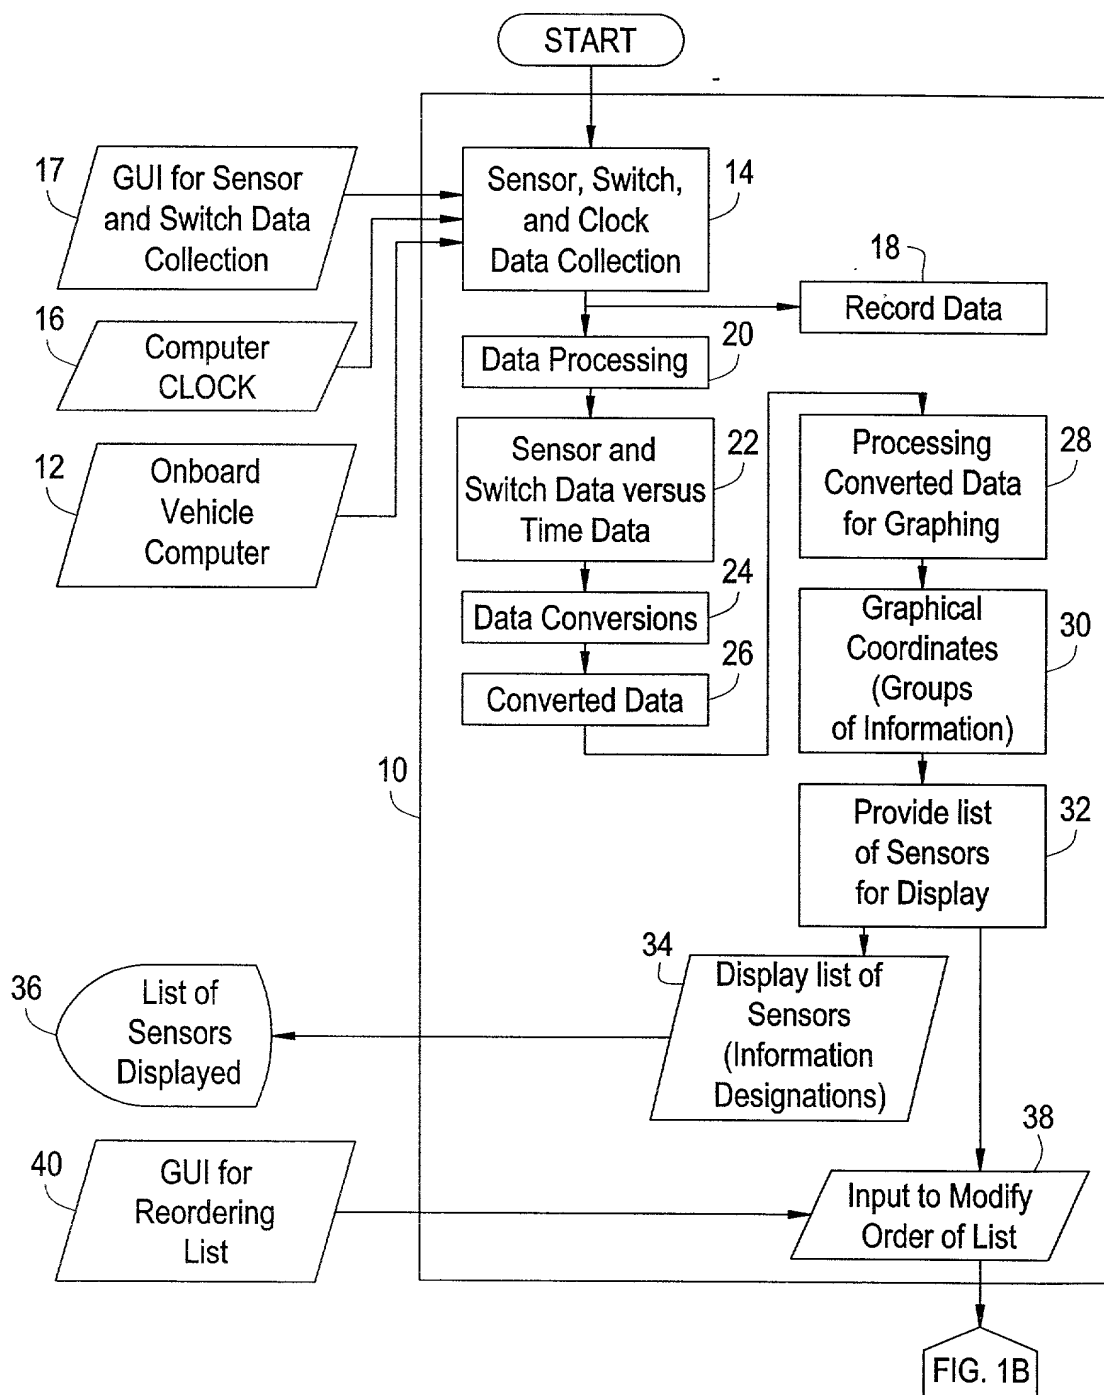 START
17
GUI for Sensor
and Switch Data
Collection
Sensor, Switch,
and Clock
Data Collection
14
18
Record Data
16
Computer
CLOCK
20
Data Processing
12
Onboard
Vehicle
Computer
Sensor and
Switch Data versus
Time Data
22
Processing
Converted Data
for Graphing
28
24
Data Conversions
26
Converted Data
Graphical
Coordinates
(Groups
of Information)
30
10
Provide list
of Sensors
for Display
32
34
Display list of
Sensors
(Information
Designations)
36
List of
Sensors
Displayed
38
Input to Modify
Order of List
40
GUI for
Reordering
List
FIG. 1B